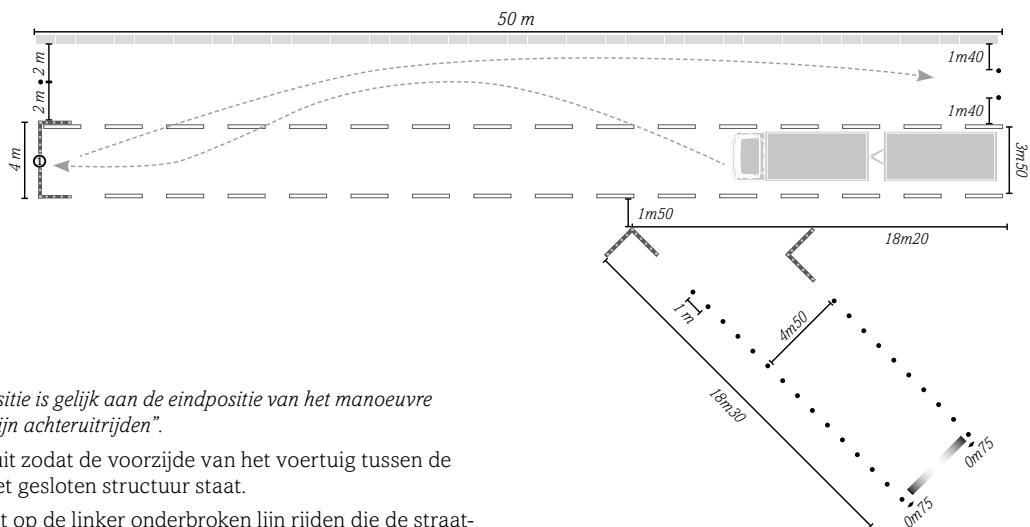 50 m
2 m
2 m
1m40
1m40
4 m
1
3m50
1m50
18m20
1 m
4m50
18m30
0m75
0m75
sitie is gelijk aan de eindpositie van het manoeuvre
ijn achteruitrijden”.
uit zodat de voorzijde van het voertuig tussen de
et gesloten structuur staat.
t op de linker onderbroken lijn rijden die de straat-